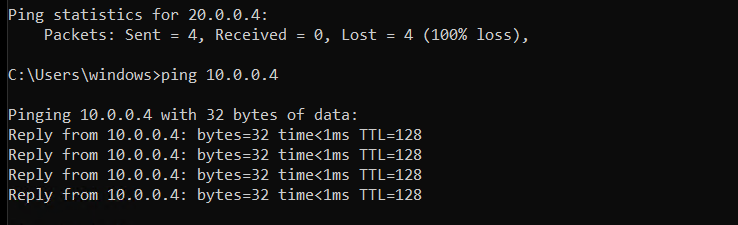 Ping statistics for 20.0.0.4:
    Packets: Sent = 4, Received = 0, Lost = 4 (100% loss),
C:\Users\windows>ping 10.0.0.4
Pinging 10.0.0.4 with 32 bytes of data:
Reply from 10.0.0.4: bytes=32 time<1ms TTL=128
Reply from 10.0.0.4: bytes=32 time<1ms TTL=128
Reply from 10.0.0.4: bytes=32 time<1ms TTL=128
Reply from 10.0.0.4: bytes=32 time<1ms TTL=128